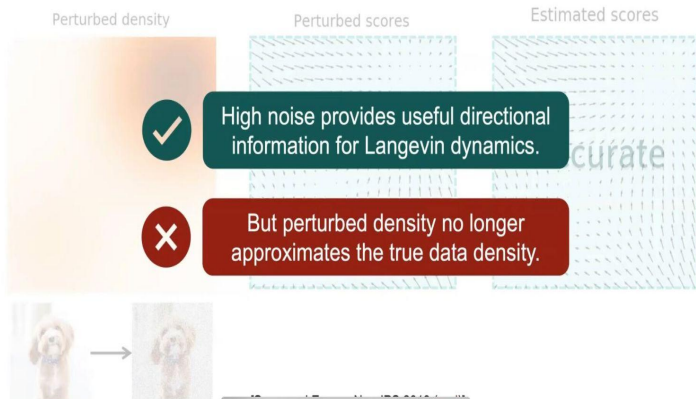 Perturbed density
Perturbed scores
Estimated scores
curate
High noise provides useful directional
information for Langevin dynamics.
But perturbed density no longer
approximates the true data density.